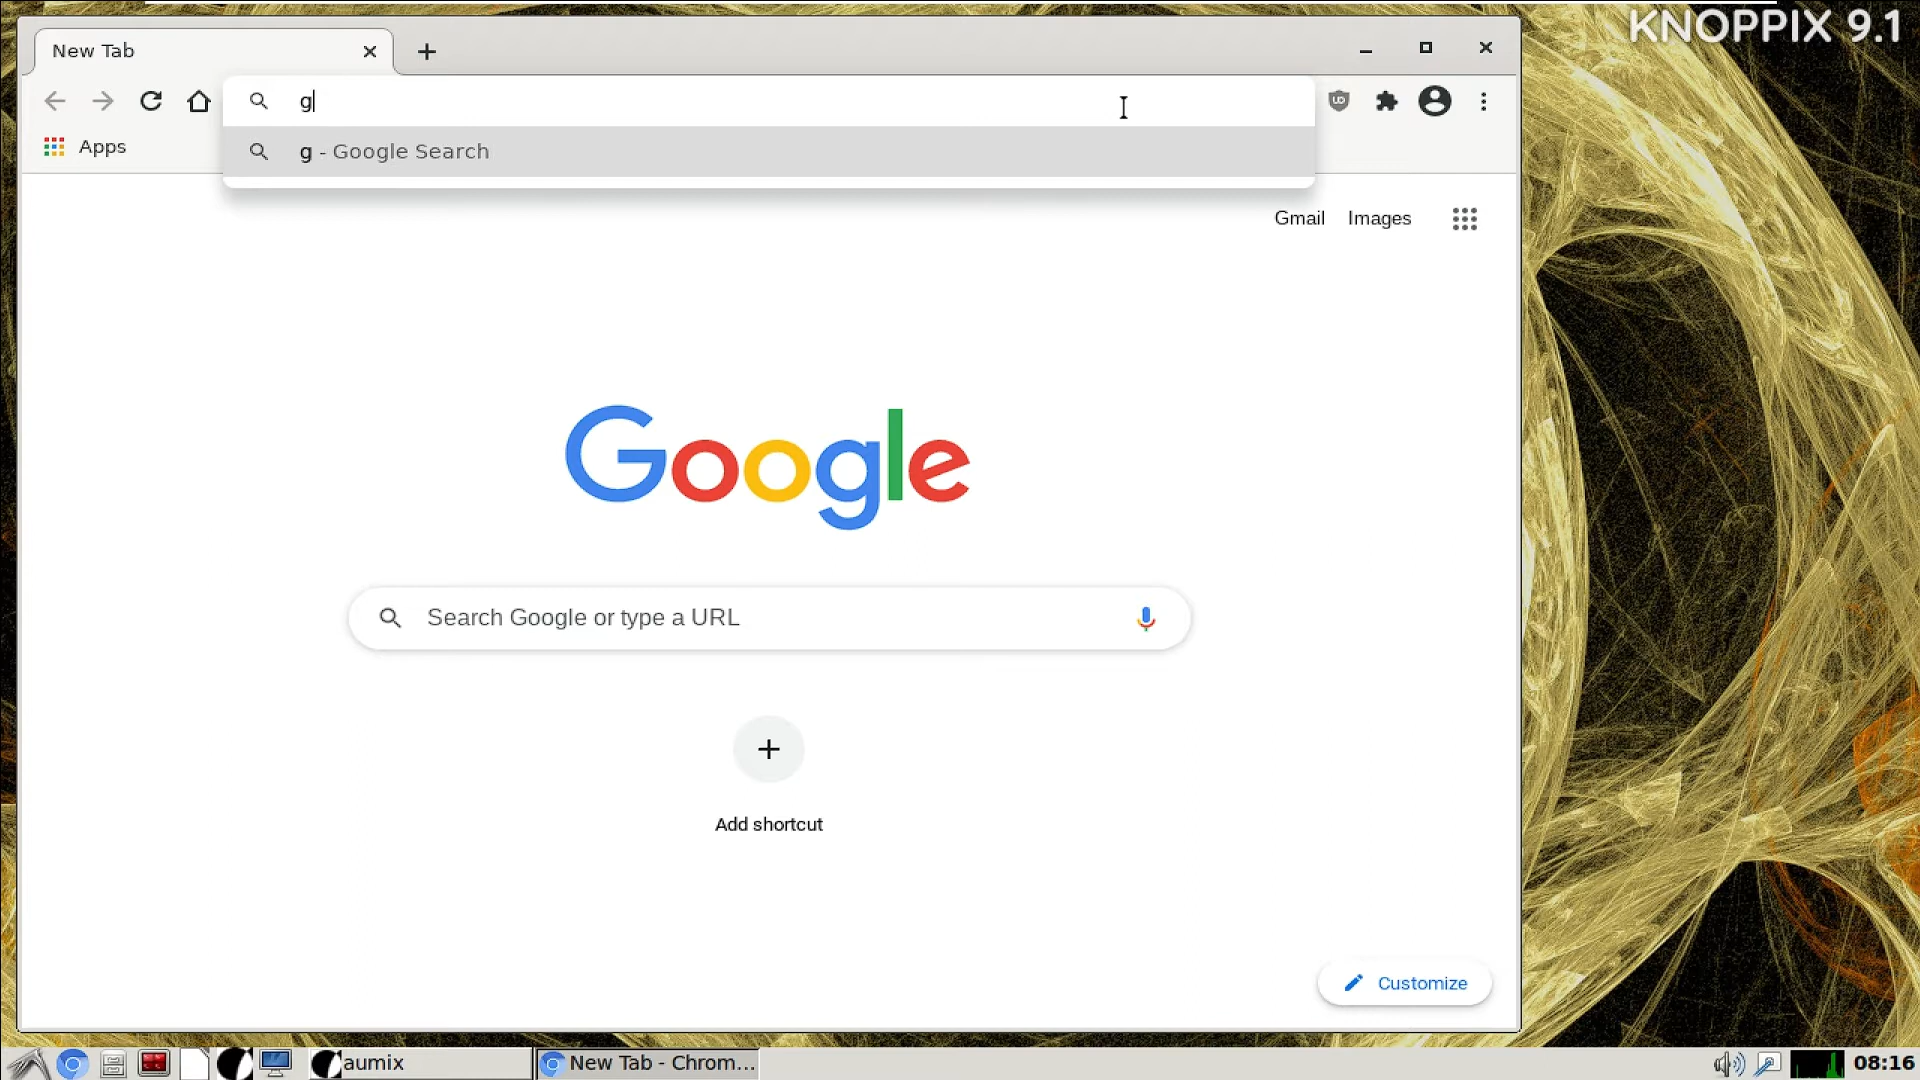 KNOPPIX 9.1
New Tab
g
Apps
g - Google Search
Gmail Images
Google
Search Google or type a URL
Add shortcut
Customize
aumix
New Tab - Chrom...
08:16